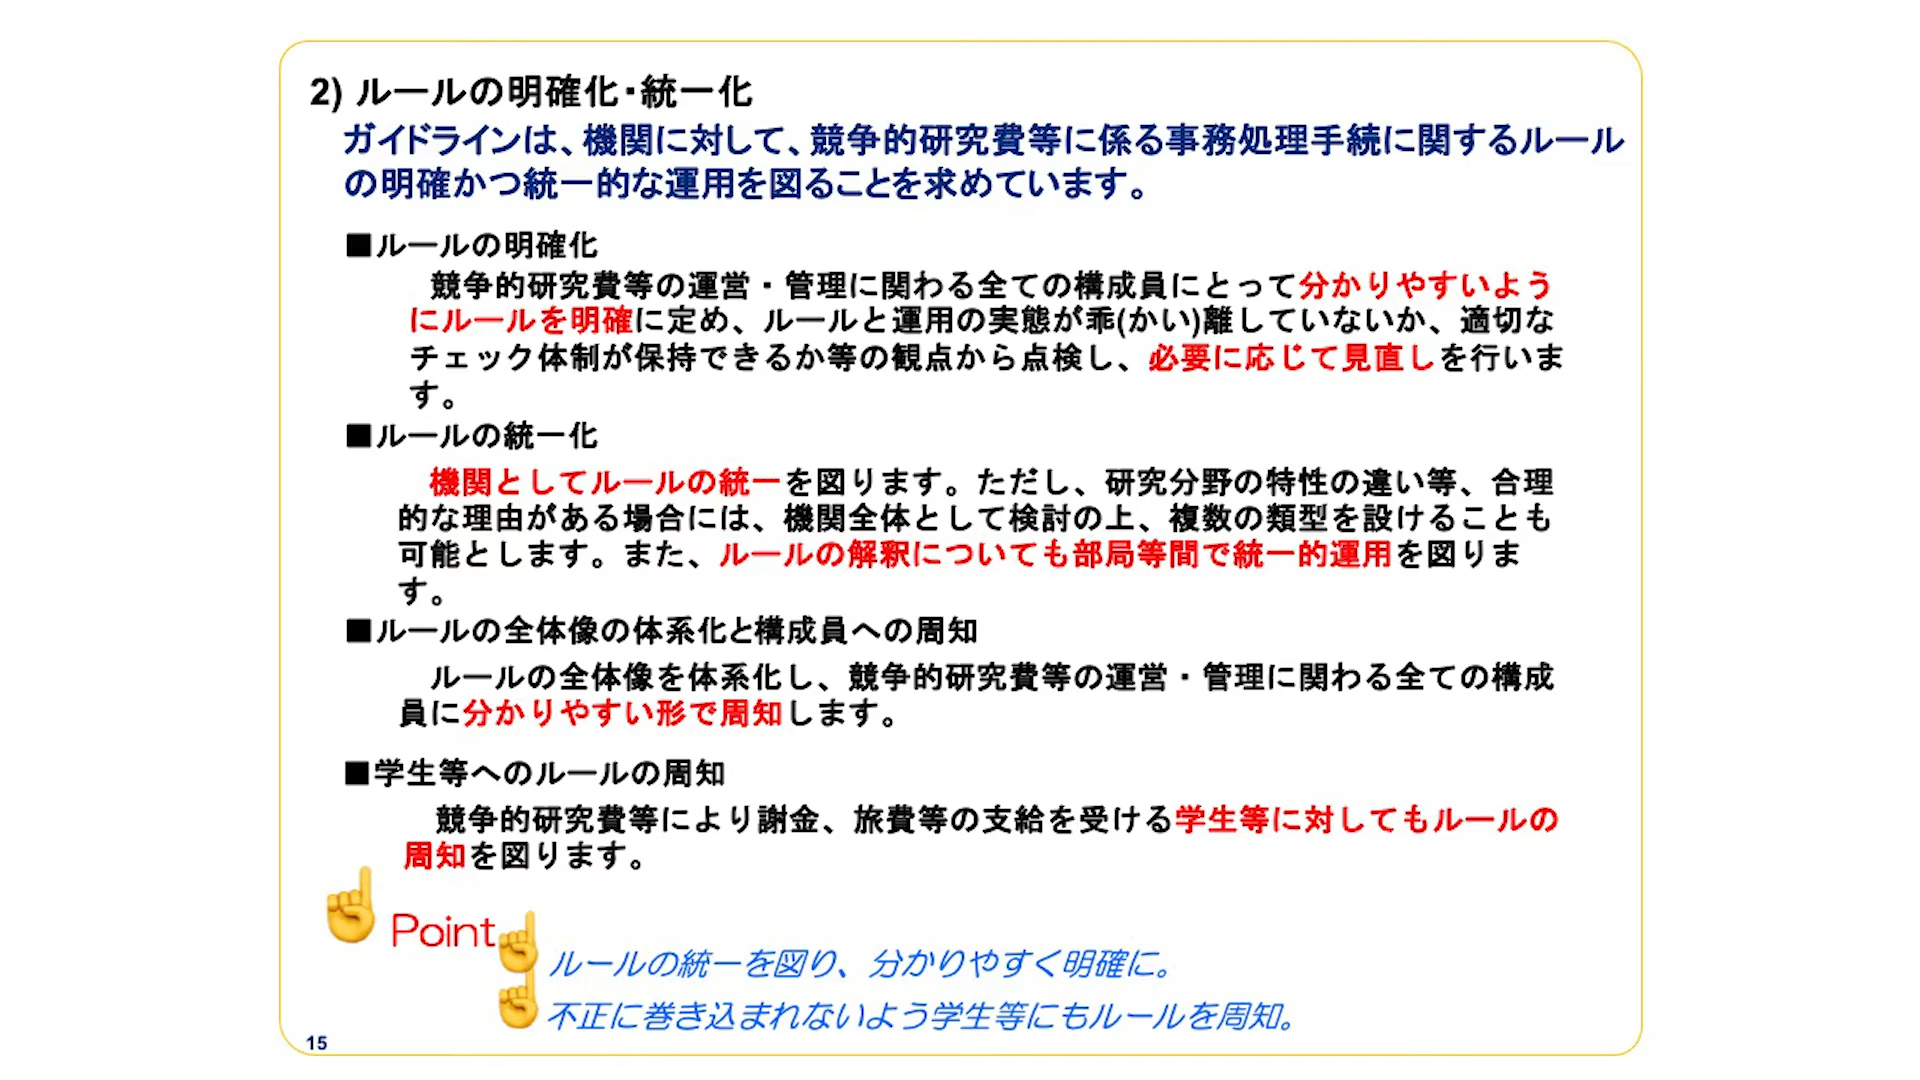 2) ルールの明確化・統一化
ガイドラインは、機関に対して、競争的研究費等に係る事務処理手続に関するルール
の明確かつ統一的な運用を図ることを求めています。
■ルールの明確化
競争的研究費等の運営・管理に関わる全ての構成員にとって分かりやすいよう
にルールを明確に定め、ルールと運用の実態が乖(かい)離していないか、適切な
チェック体制が保持できるか等の観点から点検し、必要に応じて見直しを行いま
す。
■ルールの統一化
機関としてルールの統一を図ります。ただし、研究分野の特性の違い等、合理
的な理由がある場合には、機関全体として検討の上、複数の類型を設けることも
可能とします。また、ルールの解釈についても部局等間で統一的運用を図りま
す。
■ルールの全体像の体系化と構成員への周知
ルールの全体像を体系化し、競争的研究費等の運営・管理に関わる全ての構成
員に分かりやすい形で周知します。
■学生等へのルールの周知
競争的研究費等により謝金、旅費等の支給を受ける学生等に対してもルールの
周知を図ります。
Point
ルールの統一を図り、分かりやすく明確に。
不正に巻き込まれないよう学生等にもルールを周知。
15